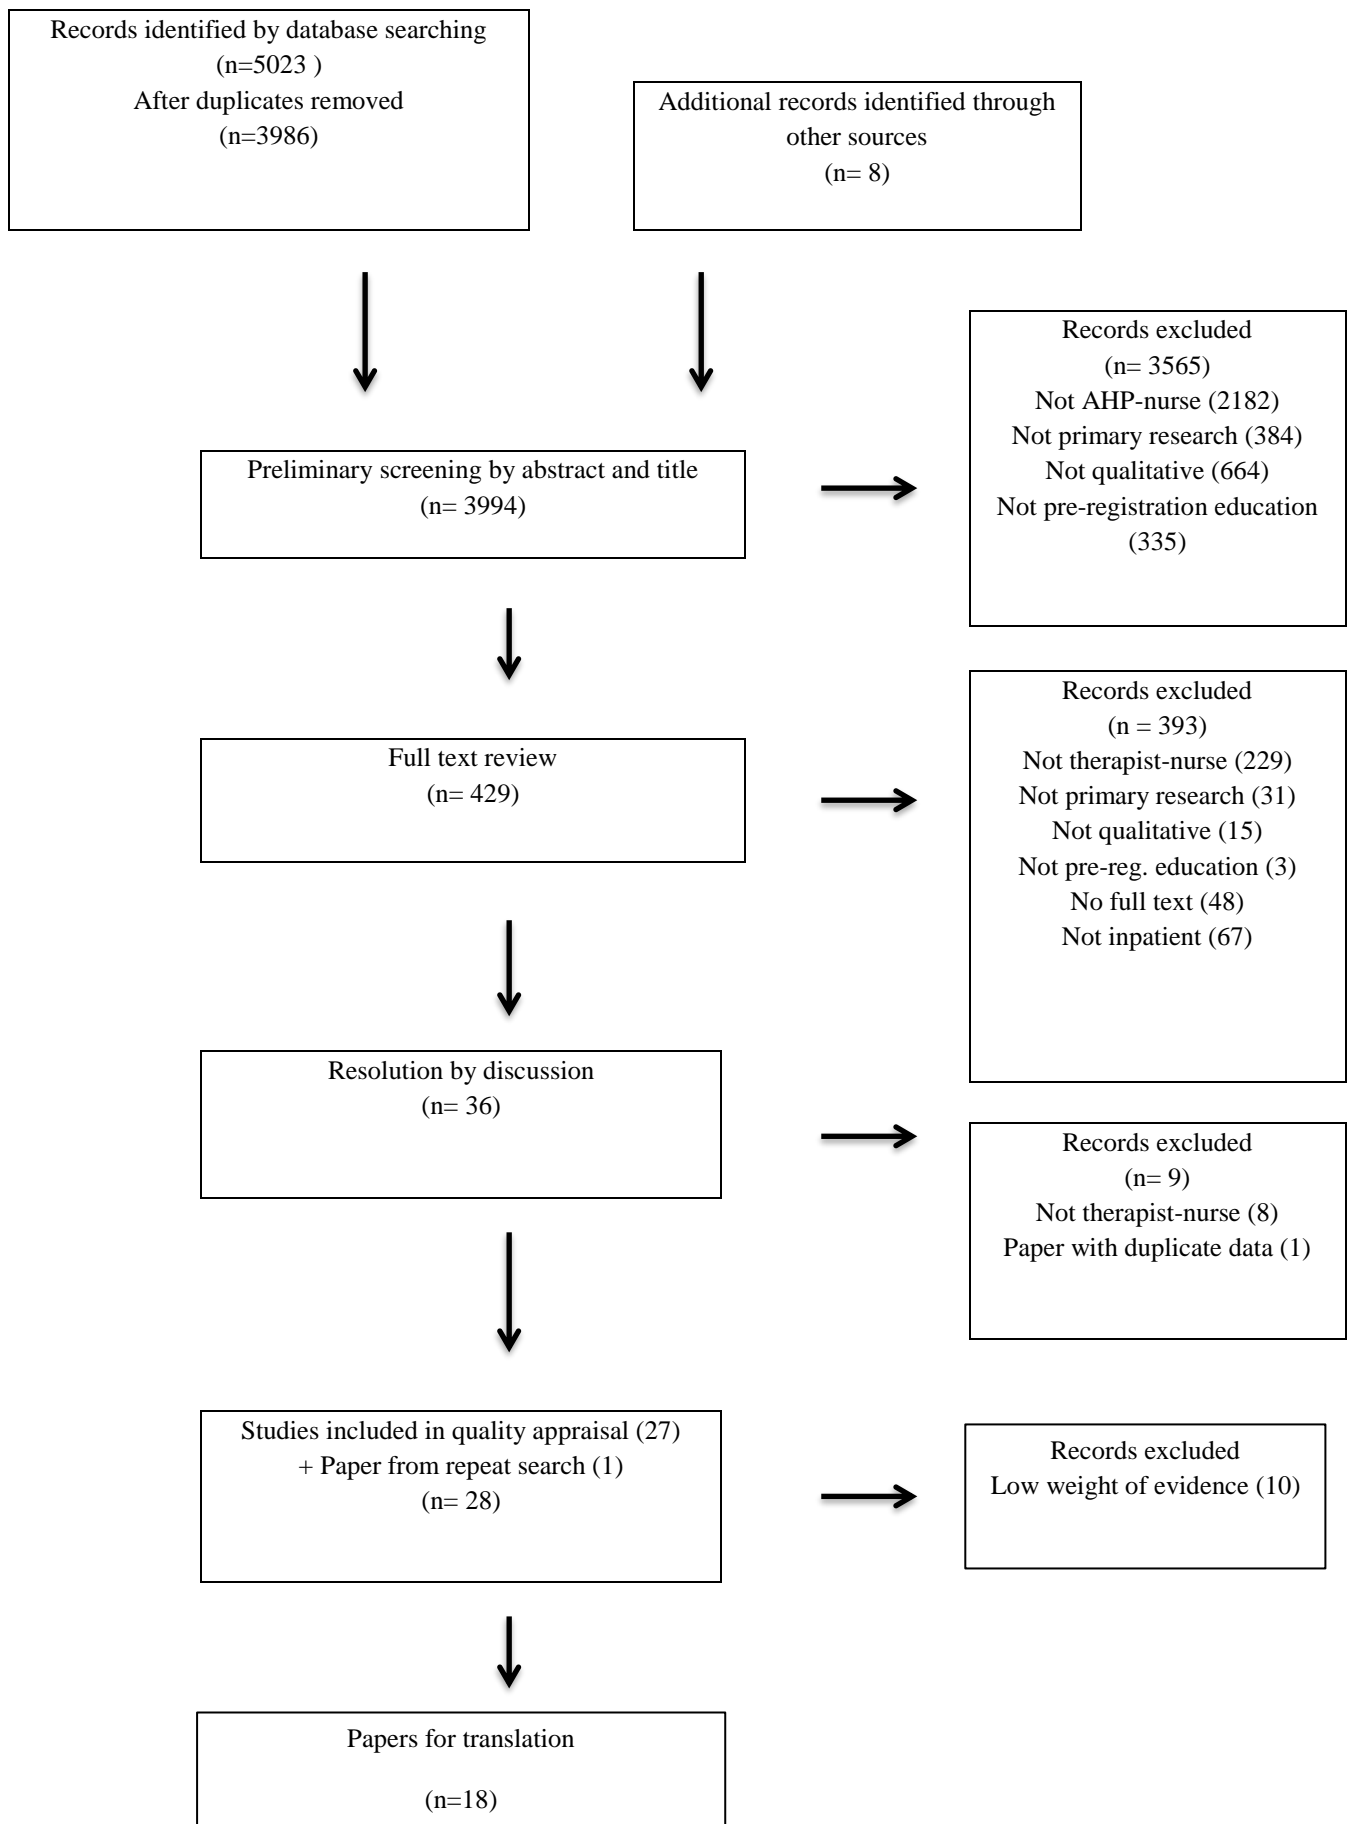 Records identified by database searching
(n=5023 )
After duplicates removed
(n=3986)
Additional records identified through
other sources
(n= 8)
Records excluded
(n= 3565)
Not AHP-nurse (2182)
Not primary research (384)
Not qualitative (664)
Not pre-registration education
(335)
Preliminary screening by abstract and title
(n= 3994)
Records excluded
(n = 393)
Not therapist-nurse (229)
Not primary research (31)
Not qualitative (15)
Not pre-reg. education (3)
No full text (48)
Not inpatient (67)
Full text review
(n= 429)
Resolution by discussion
(n= 36)
Records excluded
(n= 9)
Not therapist-nurse (8)
Paper with duplicate data (1)
Studies included in quality appraisal (27)
+ Paper from repeat search (1)
(n= 28)
Records excluded
Low weight of evidence (10)
Papers for translation
(n=18)